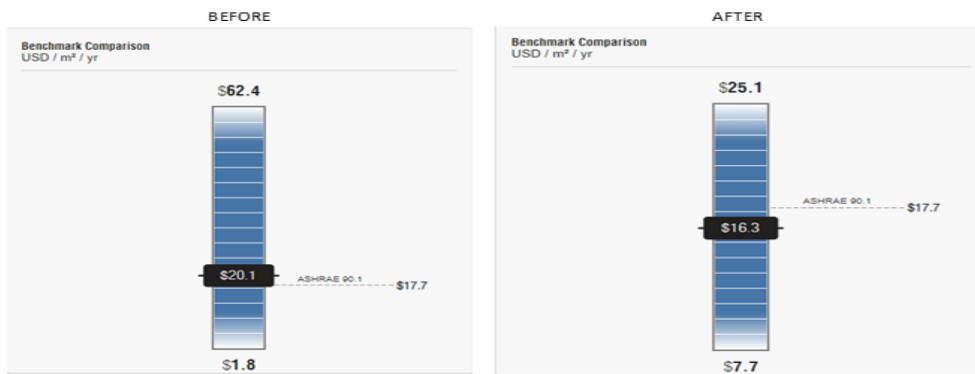 BEFORE
Benchmark Comparison
USD / m² / yr
$62.4
$20.1
ASHRAE 90.1
$17.7
$1.8
AFTER
Benchmark Comparison
USD / m² / yr
$25.1
ASHRAE 90.1
$17.7
$16.3
$7.7